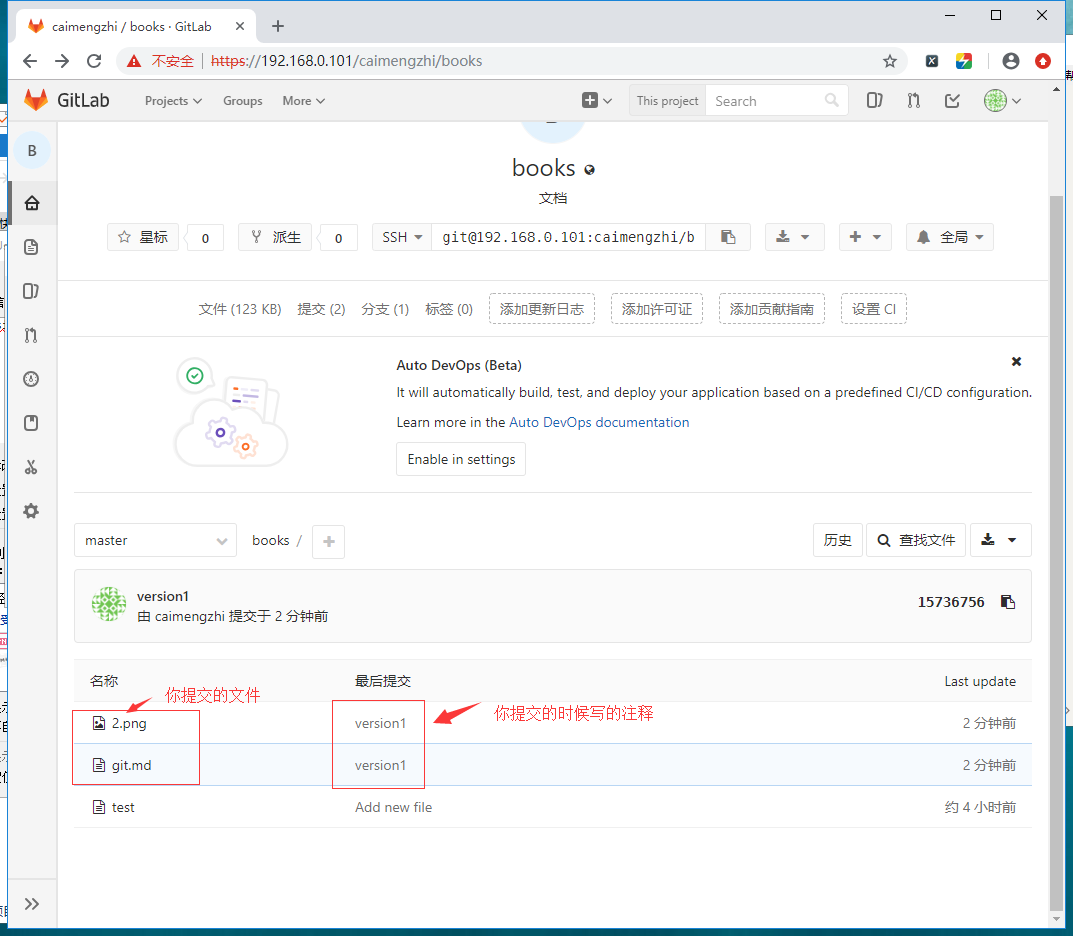 caimengzhi / books · GitLab
不安全 https://192.168.0.101/caimengzhi/books
GitLab Projects Groups More This project Search
B
books
文档
星标 0 派生 0 SSH git@192.168.0.101:caimengzhi/b 全局
文件 (123 KB) 提交 (2) 分支 (1) 标签 (0) 添加更新日志 添加许可证 添加贡献指南 设置 CI
Auto DevOps (Beta)
It will automatically build, test, and deploy your application based on a predefined CI/CD configuration.
Learn more in the Auto DevOps documentation
Enable in settings
master books / 历史 查找文件
version1
由 caimengzhi 提交于 2 分钟前
15736756
名称 最后提交 Last update
你提交的文件
你提交的时候写的注释
2.png version1 2 分钟前
git.md version1 2 分钟前
test Add new file 约 4 小时前